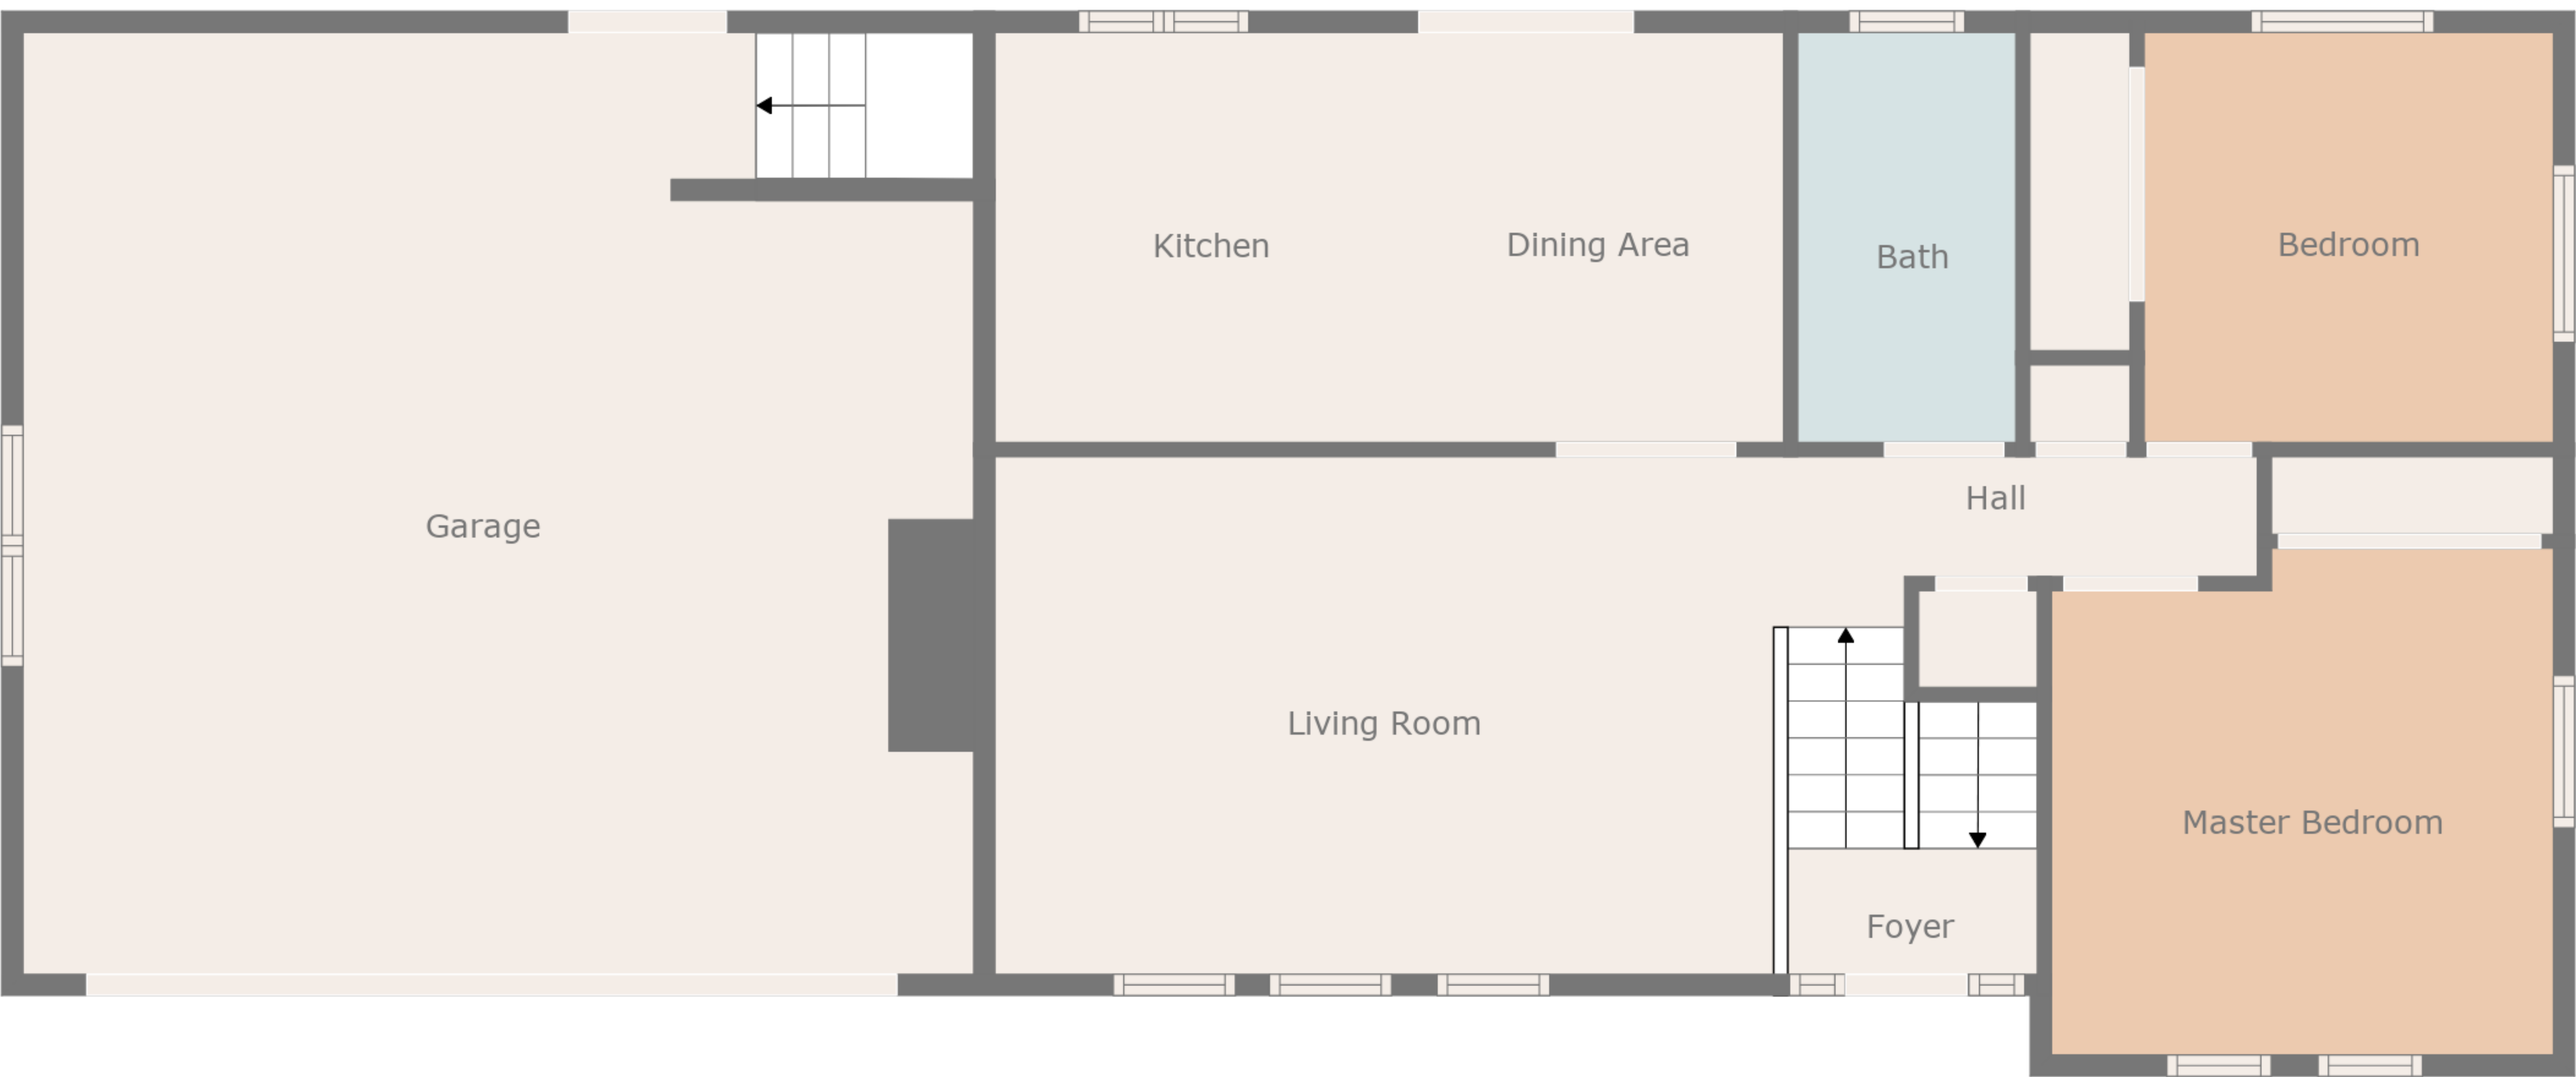 Kitchen
Dining Area
Bath
Bedroom
Hall
Garage
Living Room
Master Bedroom
Foyer